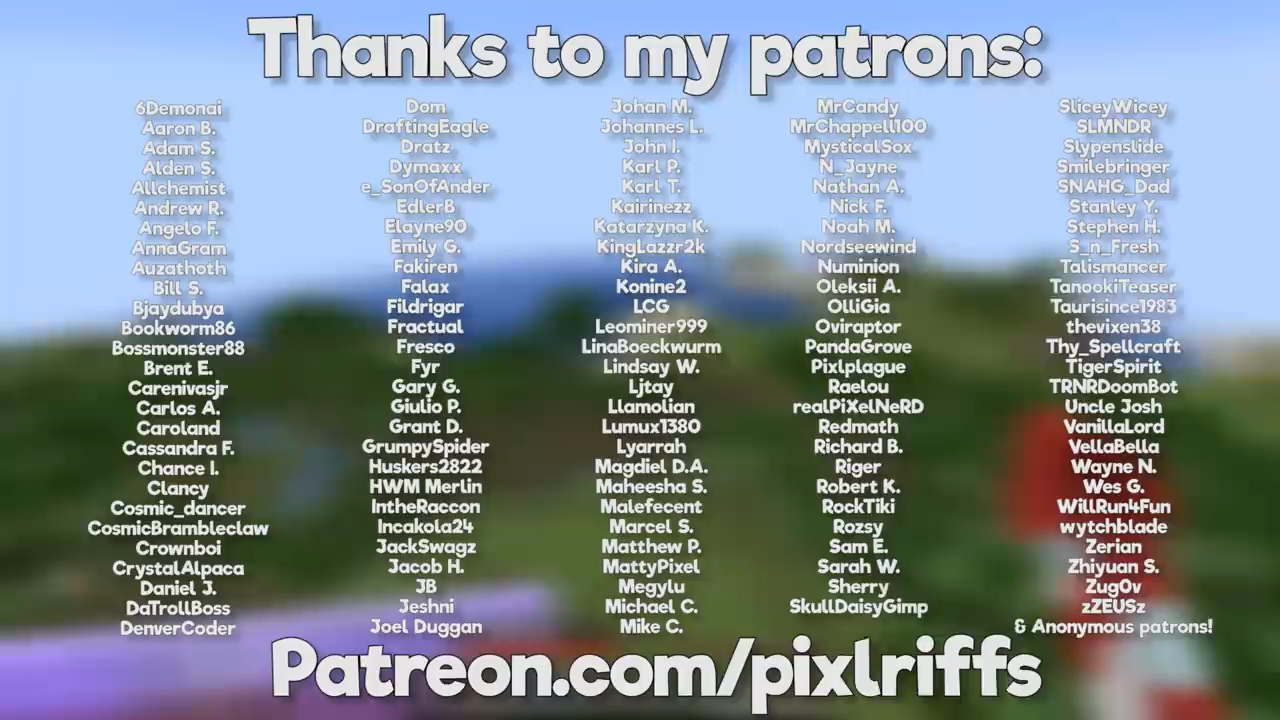 Thanks to my patrons:
6Demonai
Aaron B.
Adam S.
Alden S.
Allchemist
Andrew R.
Angelo F.
AnnaGram
Auzathoth
Bill S.
Bjaydubya
Bookworm86
Bossmonster88
Brent E.
Carenivasjr
Carlos A.
Caroland
Cassandra F.
Chance I.
Clancy
Cosmic_dancer
CosmicBrambleclaw
Crownboi
CrystalAlpaca
Daniel J.
DaTrollBoss
DenverCoder
Dom
DraftingEagle
Dratz
Dymaxx
e_SonOfAnder
EdlerB
Elayne90
Emily G.
Fakiren
Falax
Fildrigar
Fractual
Fresco
Fyr
Gary G.
Giulio P.
Grant D.
GrumpySpider
Huskers2822
HWM Merlin
IntheRaccon
Incakola24
JackSwagz
Jacob H.
JB
Jeshni
Joel Duggan
Johan M.
Johannes L.
John I.
Karl P.
Karl T.
Kairinezz
Katarzyna K.
KingLazzr2k
Kira A.
Konine2
LCG
Leominer999
LinaBoeckwurm
Lindsay W.
Ljtay
Llamolian
Lumux1380
Lyarrah
Magdiel D.A.
Maheesha S.
Malefecent
Marcel S.
Matthew P.
MattyPixel
Megylu
Michael C.
Mike C.
MrCandy
MrChappell100
MysticalSox
N_Jayne
Nathan A.
Nick F.
Noah M.
Nordseewind
Numinion
Oleksii A.
OlliGia
Oviraptor
PandaGrove
Pixlplague
Raelou
realPiXelNeRD
Redmath
Richard B.
Riger
Robert K.
RockTiki
Rozsy
Sam E.
Sarah W.
Sherry
SkullDaisyGimp
SliceyWicey
SLMNDR
Slypenslide
Smilebringer
SNAHG_Dad
Stanley Y.
Stephen H.
S_n_Fresh
Talismancer
TanookiTeaser
Taurisince1983
thevixen38
Thy_Spellcraft
TigerSpirit
TRNRDoomBot
Uncle Josh
VanillaLord
VellaBella
Wayne N.
Wes G.
WillRun4Fun
wytchblade
Zerian
Zhiyuan S.
Zug0v
zZEUSz
& Anonymous patrons!
Patreon.com/pixlriffs